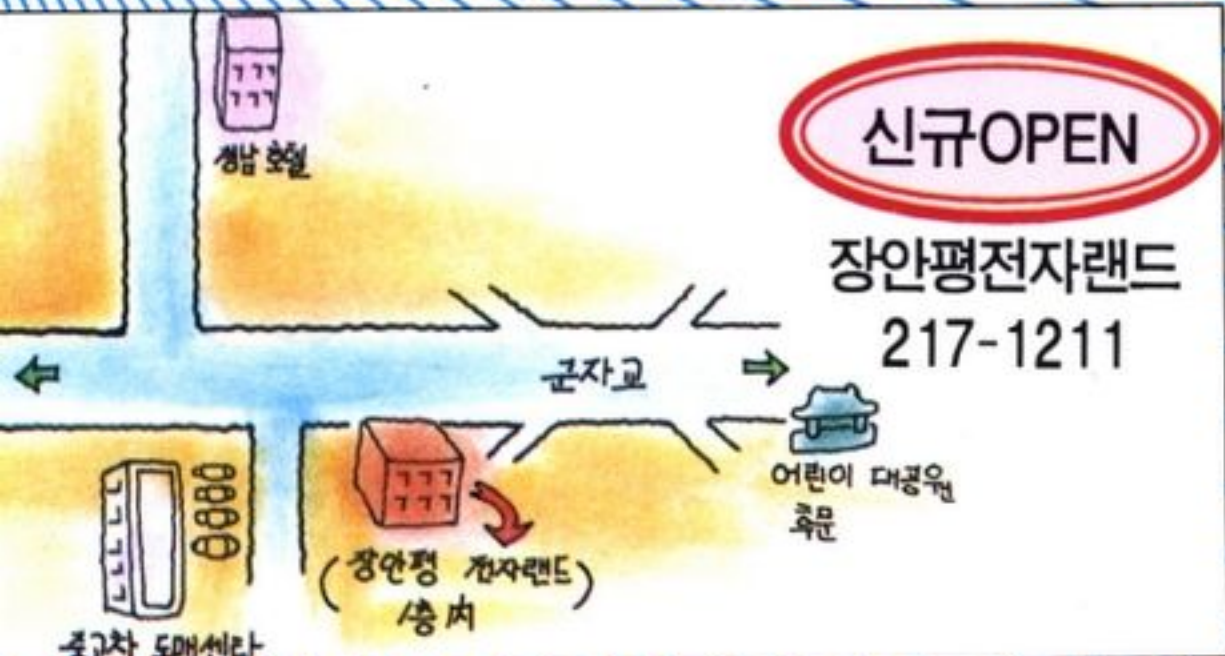 신규OPEN
장안평전자랜드
217-1211
경남 호텔
군자교
어린이 대공원
후문
(장안평 전자랜드)
1층 内
중고차 도매센타